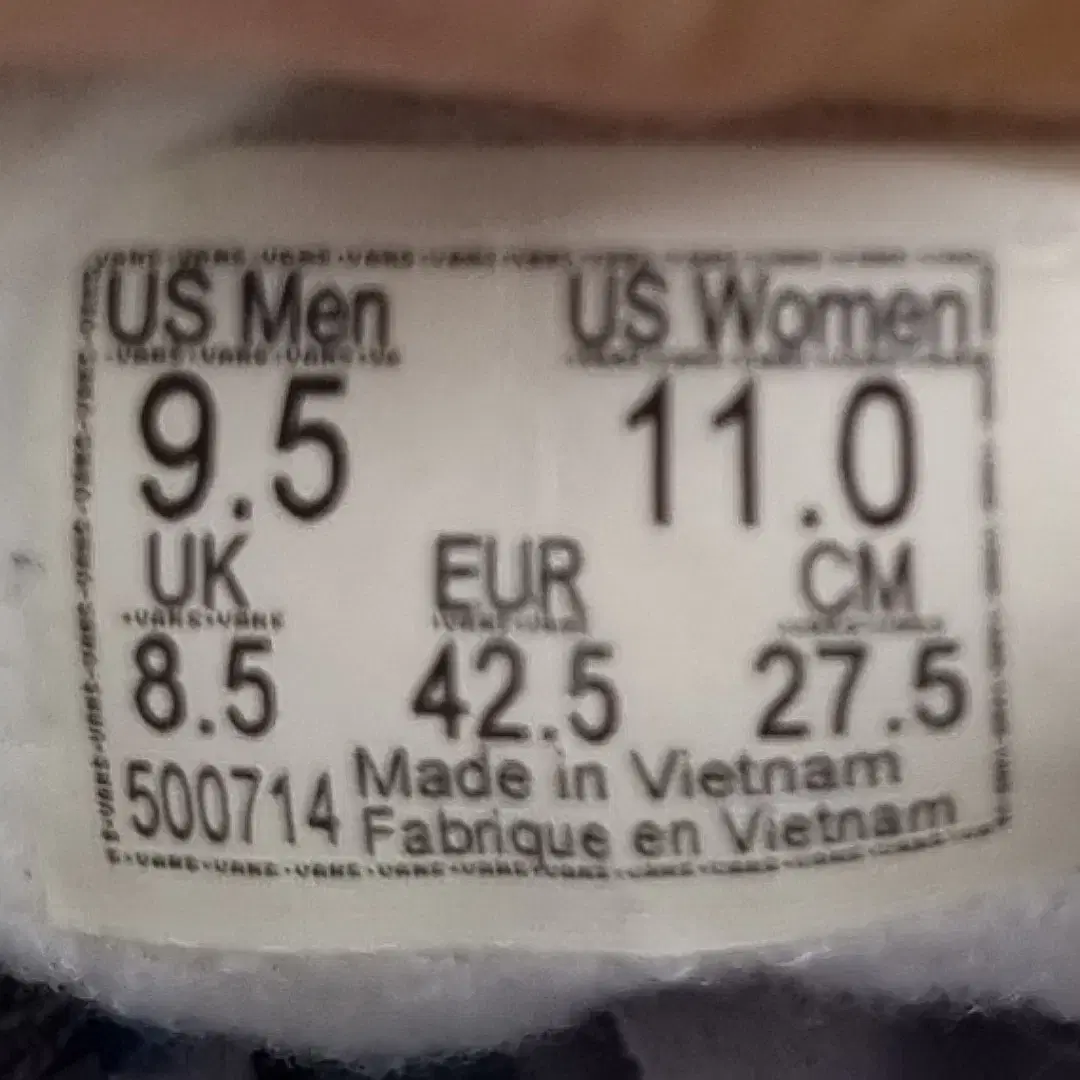 US Men US Women
9.5 11.0
UK EUR CM
8.5 42.5 27.5
500714 Made in Vietnam
Fabrique en Vietnam